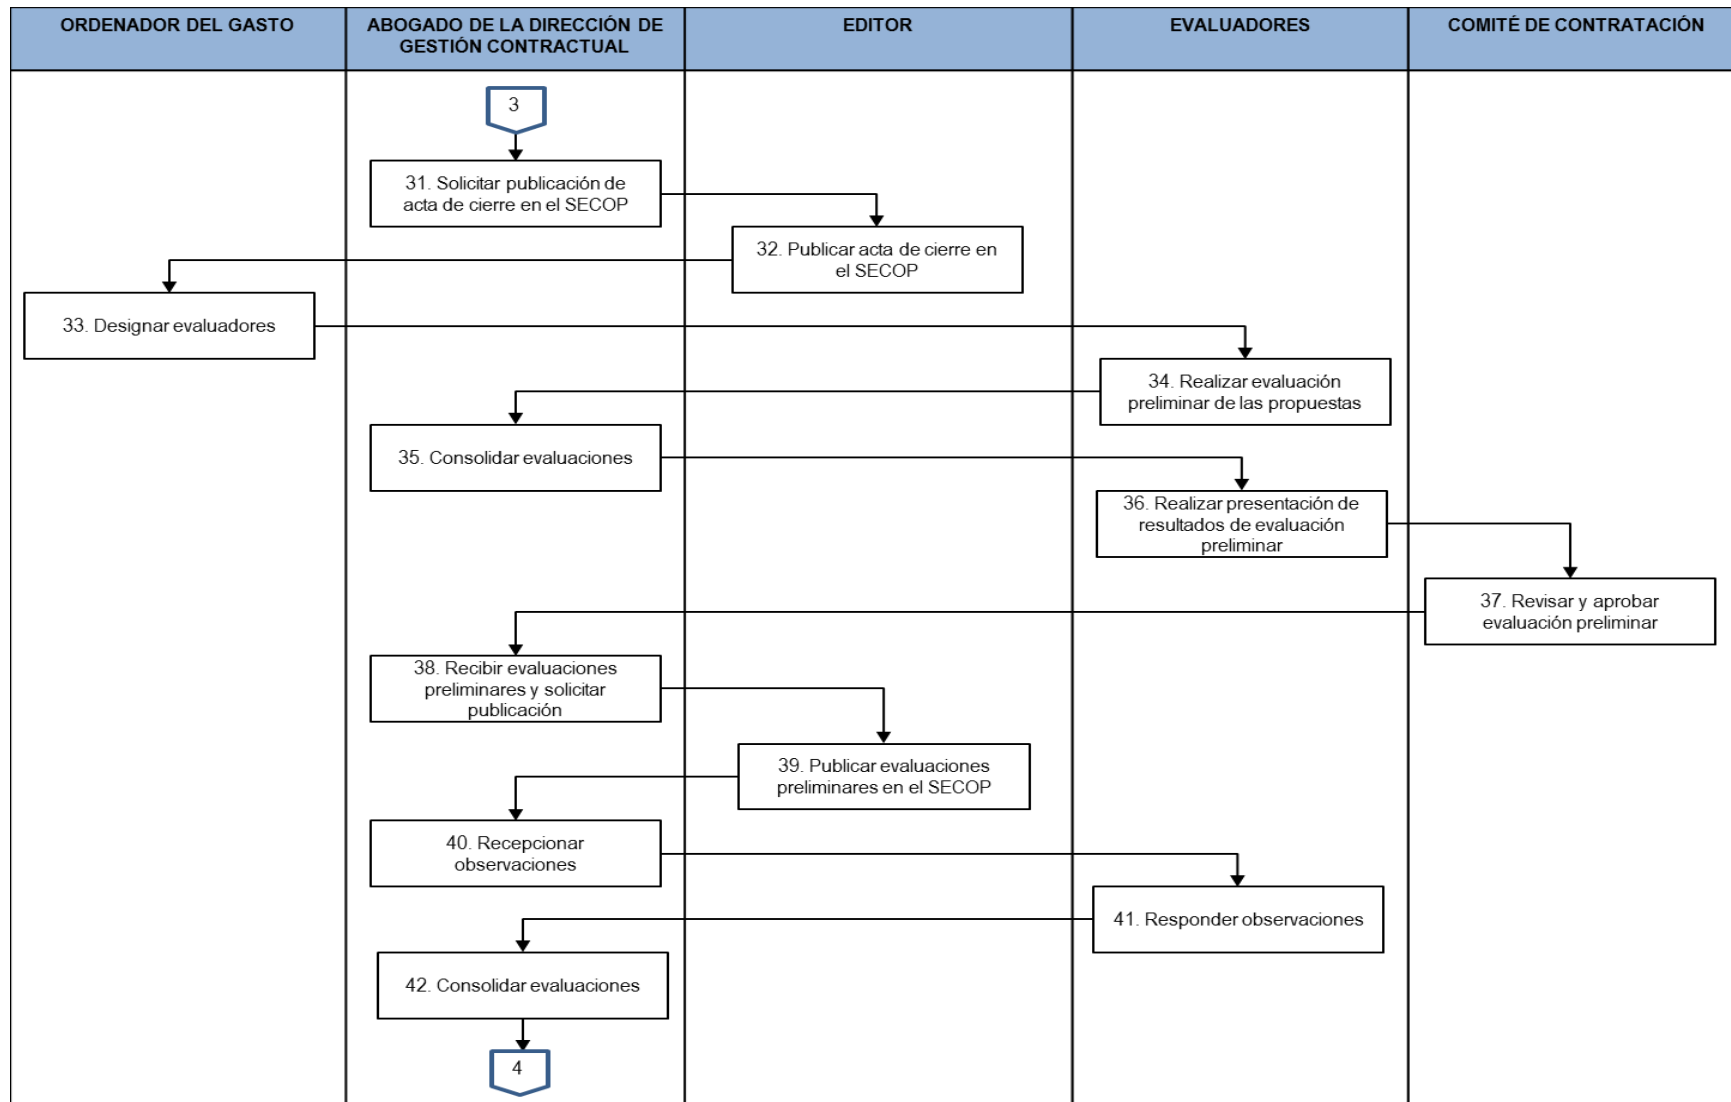 ORDENADOR DEL GASTO
ABOGADO DE LA DIRECCIÓN DE
GESTIÓN CONTRACTUAL
EDITOR
EVALUADORES
COMITÉ DE CONTRATACIÓN
3
31. Solicitar publicación de
acta de cierre en el SECOP
32. Publicar acta de cierre en
el SECOP
33. Designar evaluadores
34. Realizar evaluación
preliminar de las propuestas
35. Consolidar evaluaciones
36. Realizar presentación de
resultados de evaluación
preliminar
37. Revisar y aprobar
evaluación preliminar
38. Recibir evaluaciones
preliminares y solicitar
publicación
39. Publicar evaluaciones
preliminares en el SECOP
40. Recepcionar
observaciones
41. Responder observaciones
42. Consolidar evaluaciones
4